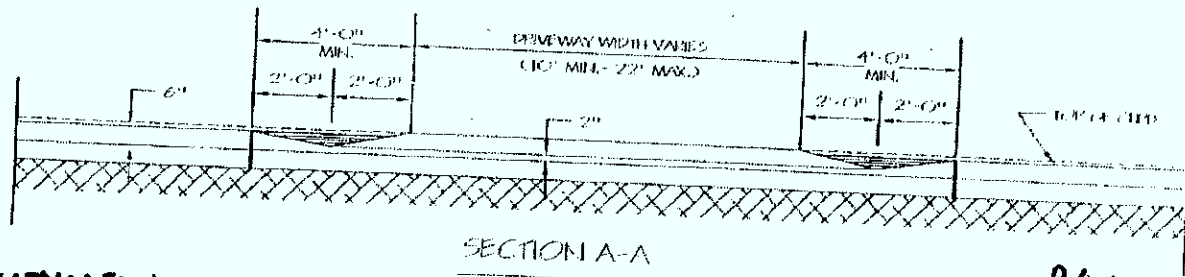 4'-0" DRIVEWAY WIDTH VARIES 4'-0"
MIN. (10' MIN.- 22' MAX.) MIN.
2'-0" 2'-0" 2'-0" 2'-0"
6" 2" TOP OF CURB
SECTION A-A